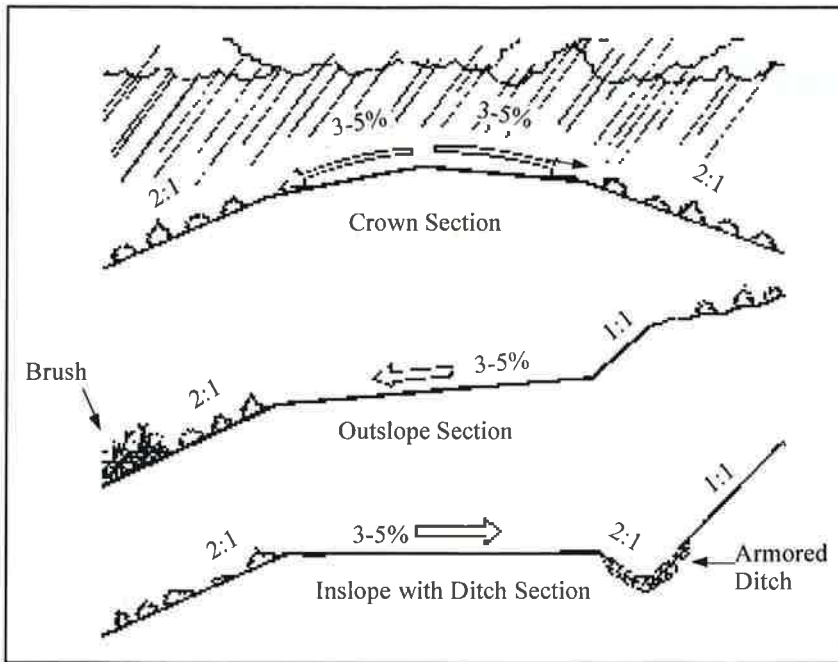 3-5% 3-5%
2:1 2:1
Crown Section
1:1
Brush
2:1
3-5%
Outslope Section
1:1
2:1
3-5%
2:1
Armored
Ditch
Inslope with Ditch Section